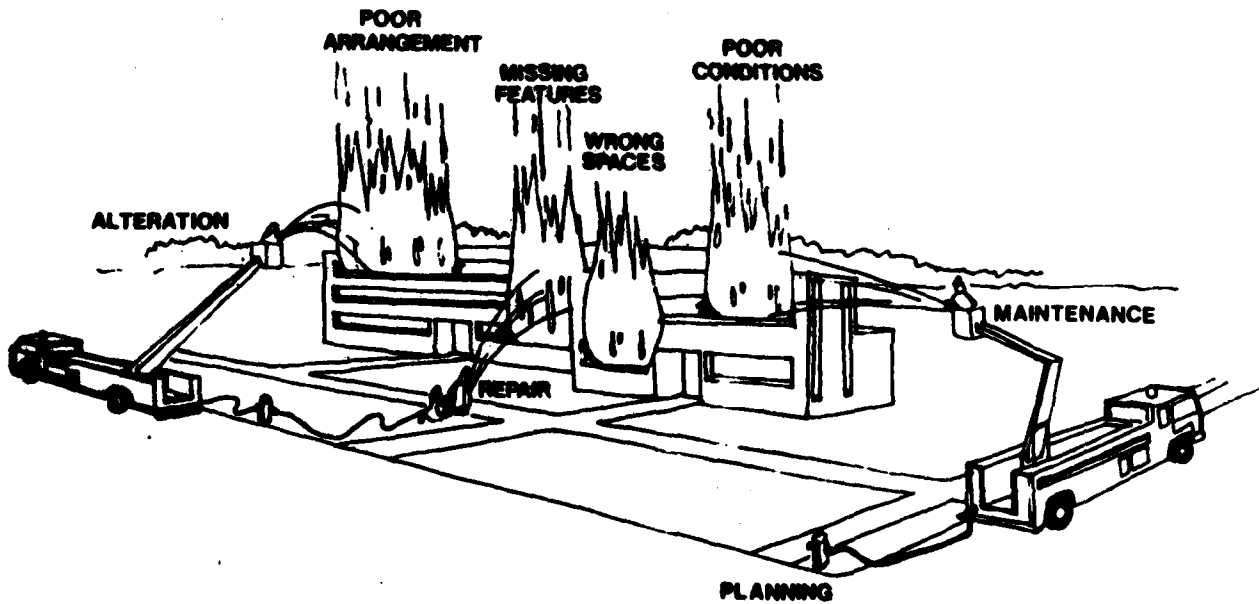 POOR
ARRANGEMENT
MISSING
FEATURES
POOR
CONDITIONS
WRONG
SPACES
ALTERATION
MAINTENANCE
REPAIR
PLANNING